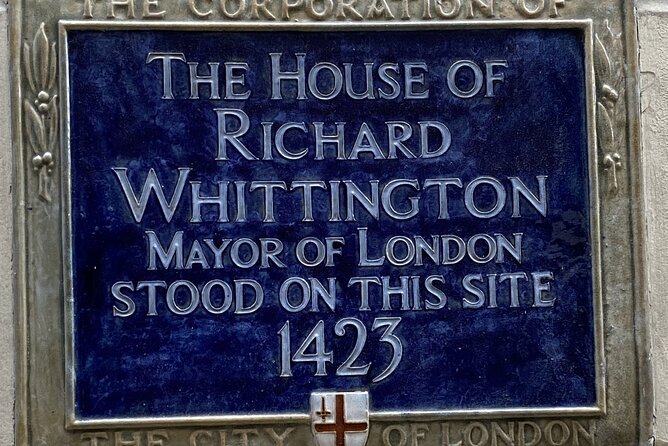 THE CORPORATION OF
THE HOUSE OF
RICHARD
WHITTINGTON
MAYOR OF LONDON
STOOD ON THIS SITE
1423
THE CITY OF LONDON